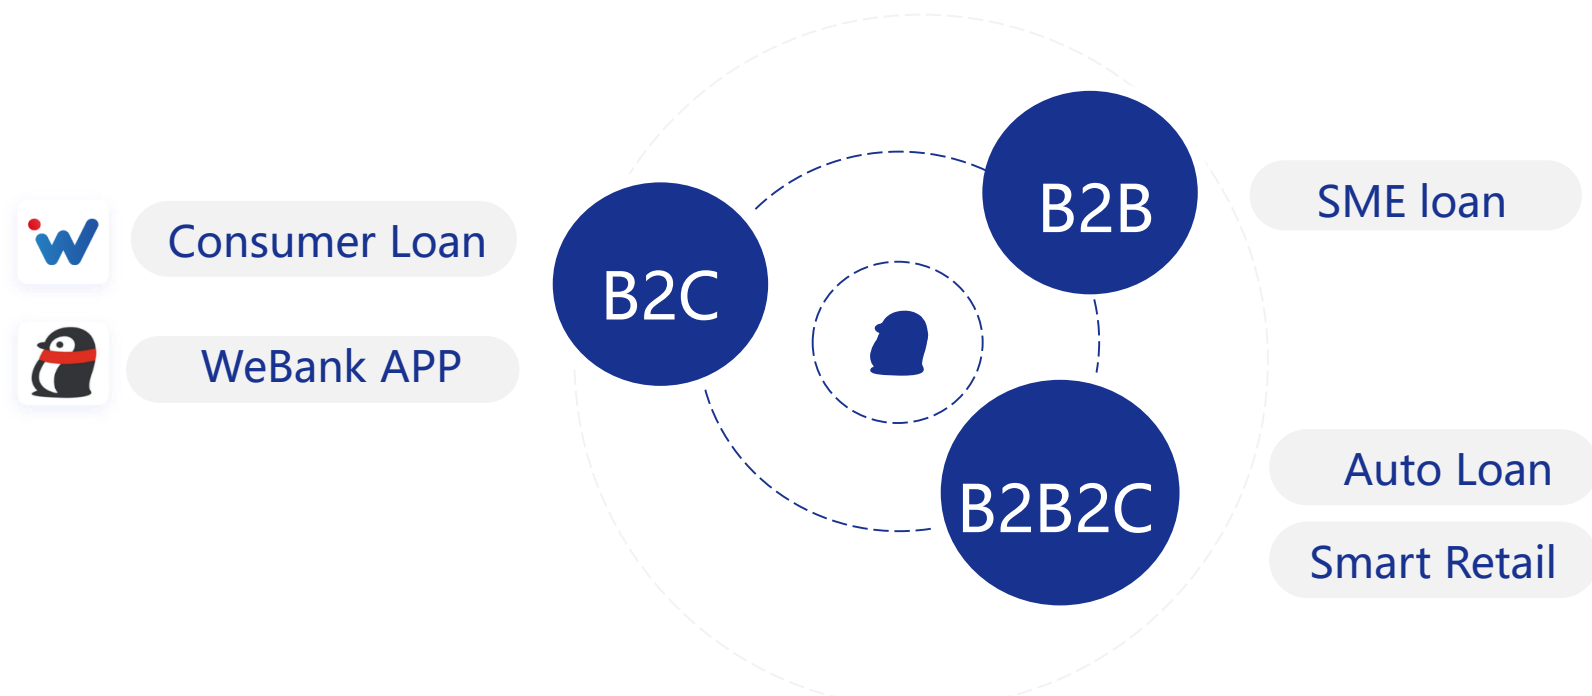 Consumer Loan
WeBank APP
B2C
B2B
SME loan
B2B2C
Auto Loan
Smart Retail